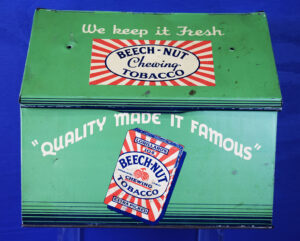 We keep it Fresh
BEECH-NUT
Chewing
TOBACCO
"QUALITY MADE IT FAMOUS"
BEECH-NUT
CHEWING
TOBACCO